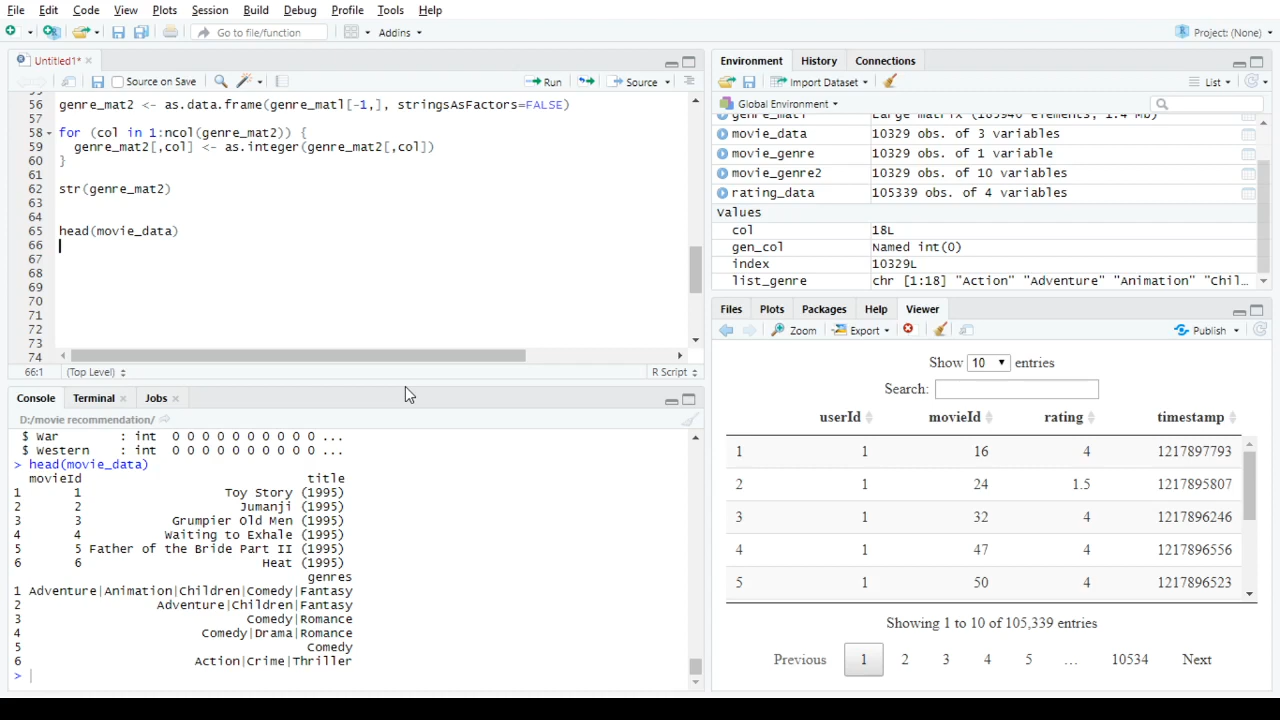 File Edit Code View Plots Session Build Debug Profile Tools Help
Go to file/function Addins Project: (None)
Untitled1*
Source on Save Run Source
56 genre_mat2 <- as.data.frame(genre_mat1[-1,], stringsAsFactors=FALSE)
57
58 for (col in 1:ncol(genre_mat2)) {
59 genre_mat2[,col] <- as.integer(genre_mat2[,col])
60 }
61
62 str(genre_mat2)
63
64
65 head(movie_data)
66
67
68
69
70
71
72
73
74
66:1 (Top Level) R Script
Console Terminal Jobs
D:/movie recommendation/
$ War : int 0 0 0 0 0 0 0 0 0 0 ...
$ Western : int 0 0 0 0 0 0 0 0 0 0 ...
> head(movie_data)
movieId title
1 1 Toy Story (1995)
2 2 Jumanji (1995)
3 3 Grumpier Old Men (1995)
4 4 Waiting to Exhale (1995)
5 5 Father of the Bride Part II (1995)
6 6 Heat (1995)
genres
1 Adventure|Animation|Children|Comedy|Fantasy
2 Adventure|Children|Fantasy
3 Comedy|Romance
4 Comedy|Drama|Romance
5 Comedy
6 Action|Crime|Thriller
>
Environment History Connections
Import Dataset List
Global Environment
genre_mat1 Large matrix (185940 elements, 1.4 Mb)
movie_data 10329 obs. of 3 variables
movie_genre 10329 obs. of 1 variable
movie_genre2 10329 obs. of 10 variables
rating_data 105339 obs. of 4 variables
Values
col 18L
gen_col Named int(0)
index 10329L
list_genre chr [1:18] "Action" "Adventure" "Animation" "Chil…
Files Plots Packages Help Viewer
Zoom Export Publish
Show 10 entries
Search:
userId movieId rating timestamp
1 1 16 4 1217897793
2 1 24 1.5 1217895807
3 1 32 4 1217896246
4 1 47 4 1217896556
5 1 50 4 1217896523
Showing 1 to 10 of 105,339 entries
Previous 1 2 3 4 5 … 10534 Next